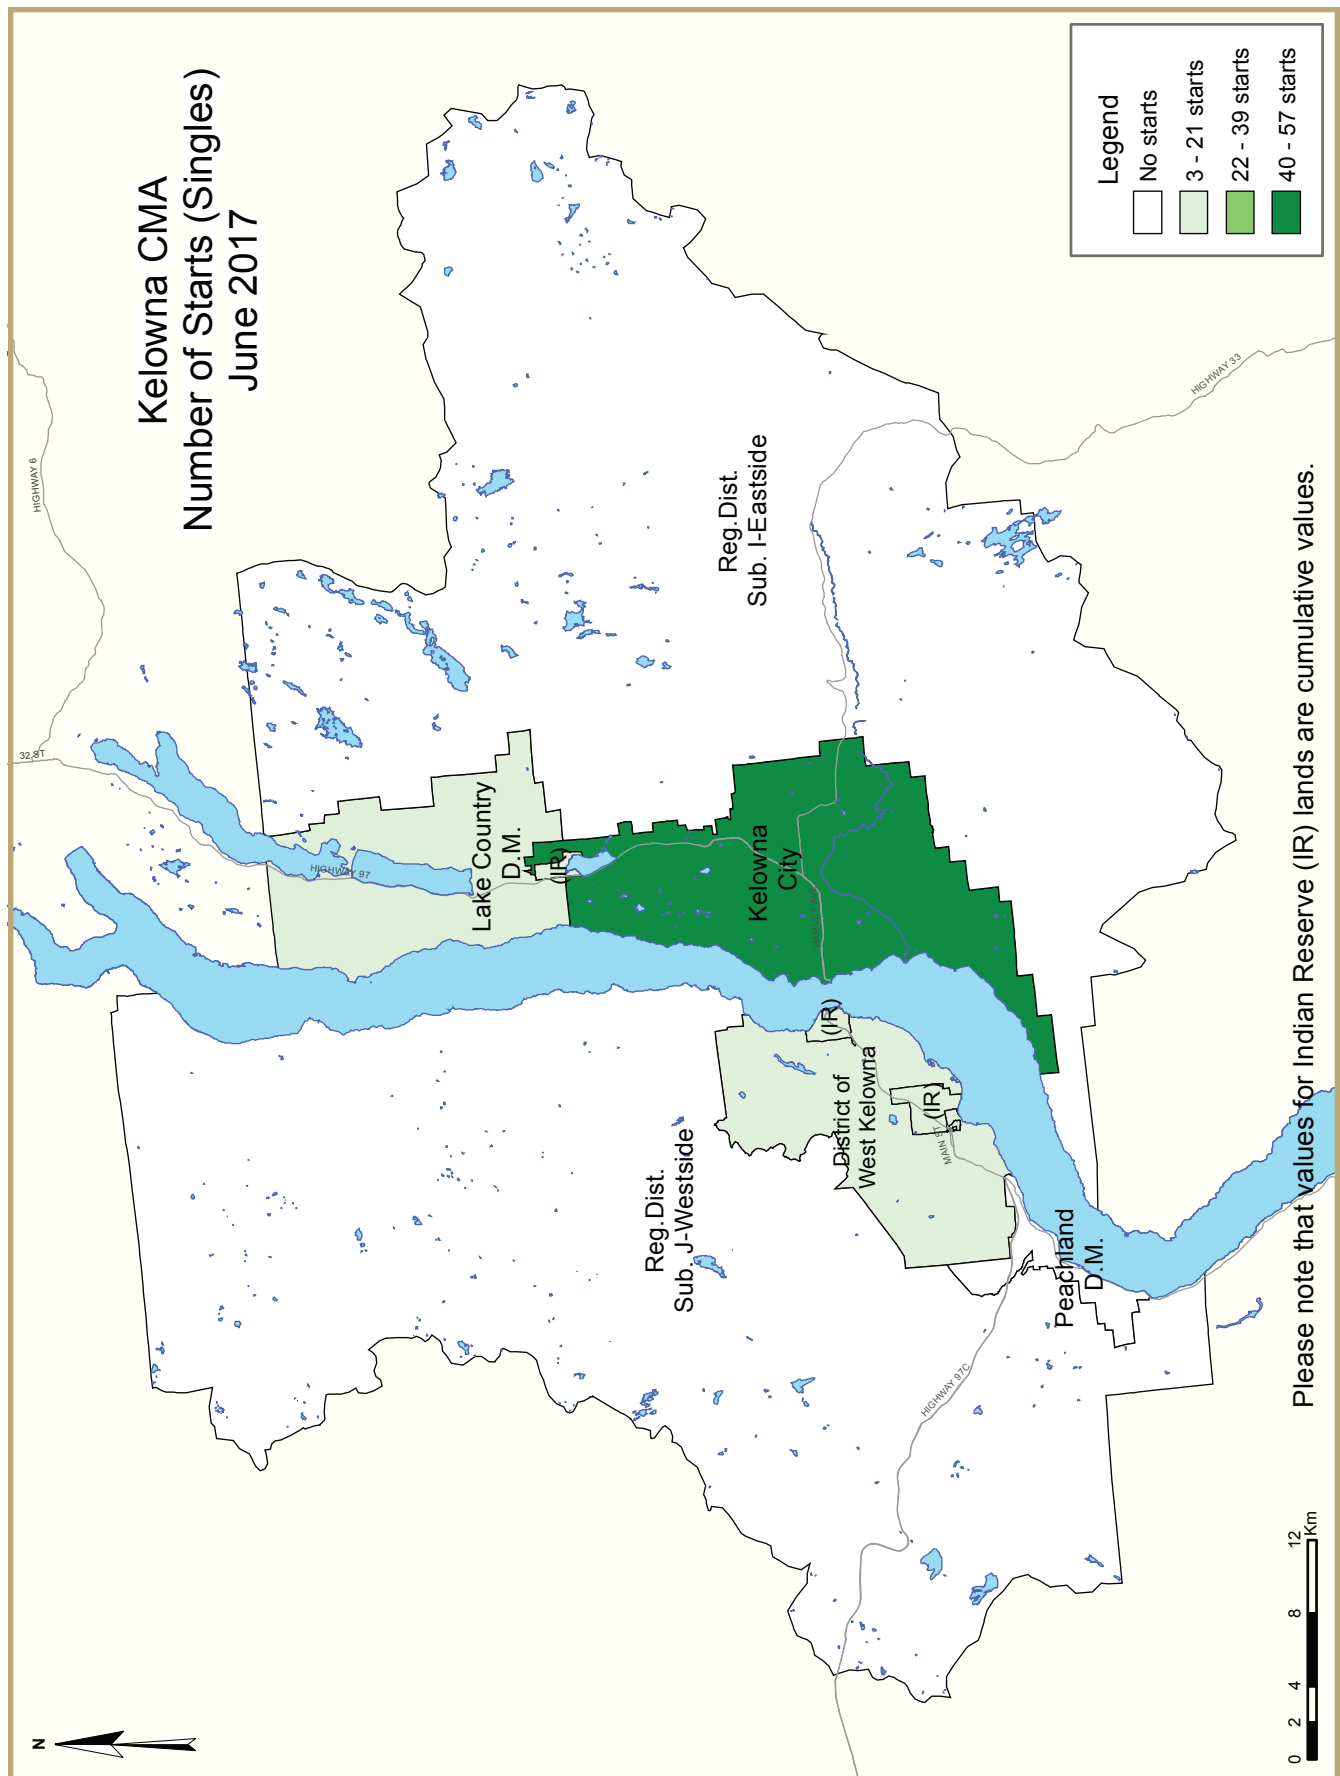 Kelowna CMA
Number of Starts (Singles)
June 2017
N
HIGHWAY 6
32 ST
HIGHWAY 97
Lake Country
D.M.
(IR)
Reg.Dist.
Sub. I-Eastside
Kelowna
City
HIGHWAY 33
(IR)
District of
West Kelowna
(IR)
MAIN ST
Reg.Dist.
Sub. J-Westside
Peachland
D.M.
HIGHWAY 97C
Legend
No starts
3 - 21 starts
22 - 39 starts
40 - 57 starts
0 2 4 8 12
Km
Please note that values for Indian Reserve (IR) lands are cumulative values.